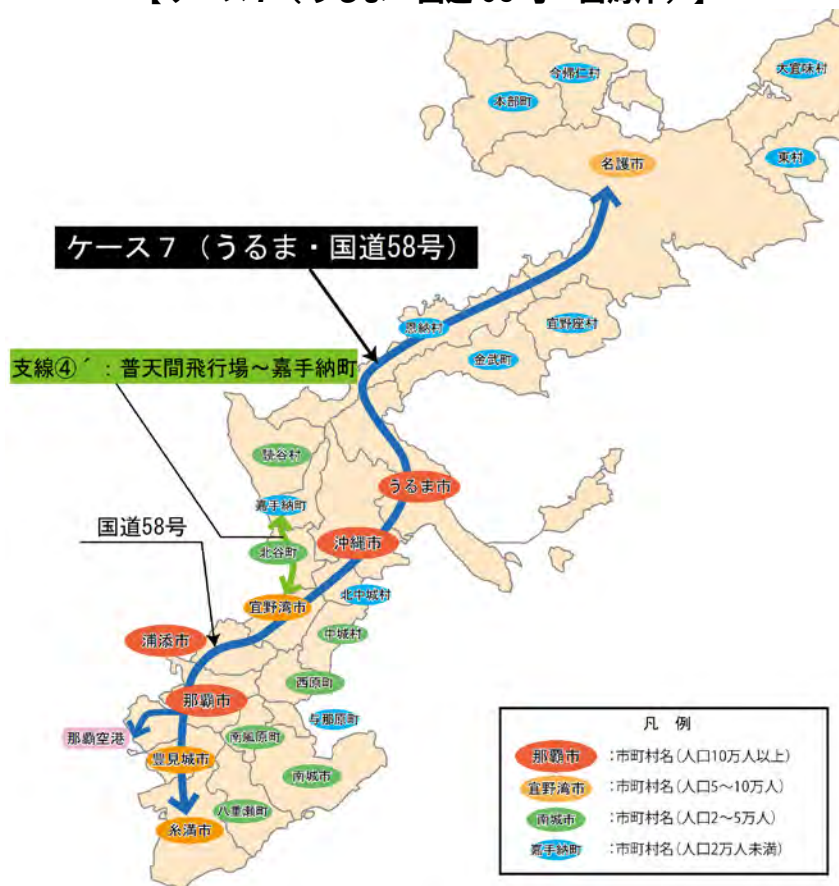 今帰仁村
大宜味村
本部町
東村
名護市
ケース7（うるま・国道58号）
恩納村
宜野座村
金武町
支線④´：普天間飛行場～嘉手納町
読谷村
うるま市
嘉手納町
国道58号
沖縄市
北谷町
北中城村
宜野湾市
浦添市
中城村
西原町
那覇市
与那原町
那覇空港
南風原町
豊見城市
南城市
八重瀬町
糸満市
凡 例
那覇市 :市町村名(人口10万人以上)
宜野湾市 :市町村名(人口5～10万人)
南城市 :市町村名(人口2～5万人)
嘉手納町 :市町村名(人口2万人未満)